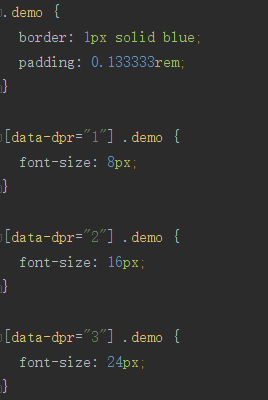 .demo {
  border: 1px solid blue;
  padding: 0.133333rem;
}

[data-dpr="1"] .demo {
  font-size: 8px;
}

[data-dpr="2"] .demo {
  font-size: 16px;
}

[data-dpr="3"] .demo {
  font-size: 24px;
}